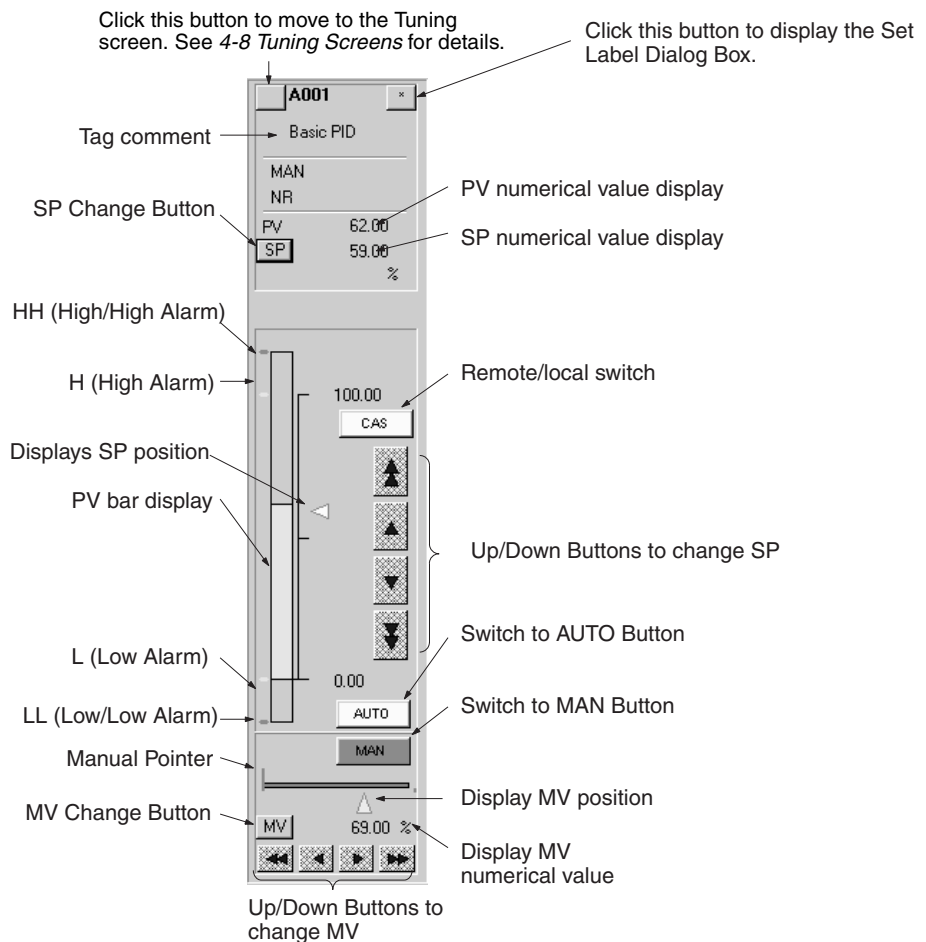 Click this button to move to the Tuning
screen. See 4-8 Tuning Screens for details.
Click this button to display the Set
Label Dialog Box.
A001
×
Tag comment
Basic PID
MAN
NR
SP Change Button
PV 62.00
PV numerical value display
SP 59.00
SP numerical value display
%
HH (High/High Alarm)
H (High Alarm)
100.00
Remote/local switch
CAS
Displays SP position
PV bar display
Up/Down Buttons to change SP
L (Low Alarm)
0.00
Switch to AUTO Button
LL (Low/Low Alarm)
AUTO
Switch to MAN Button
MAN
Manual Pointer
Display MV position
MV Change Button
MV 69.00 %
Display MV
numerical value
Up/Down Buttons to
change MV